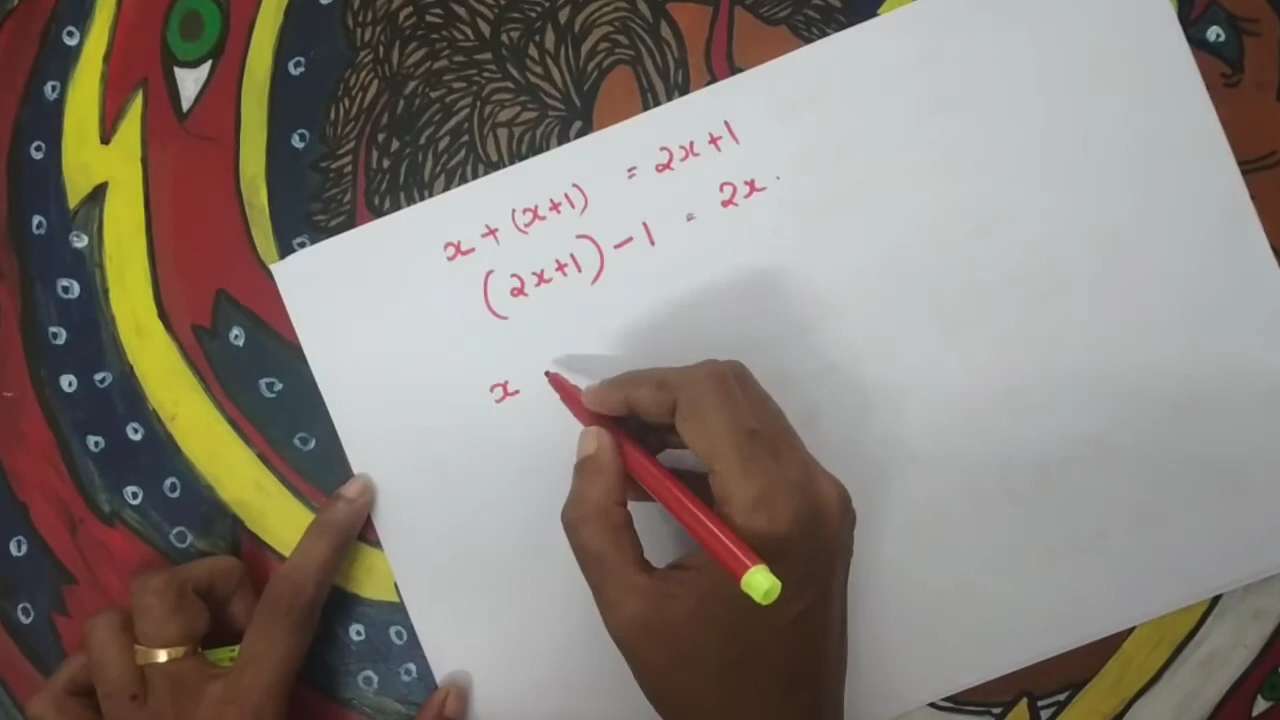 x + (x+1) = 2x+1
(2x+1) - 1 = 2x.
x